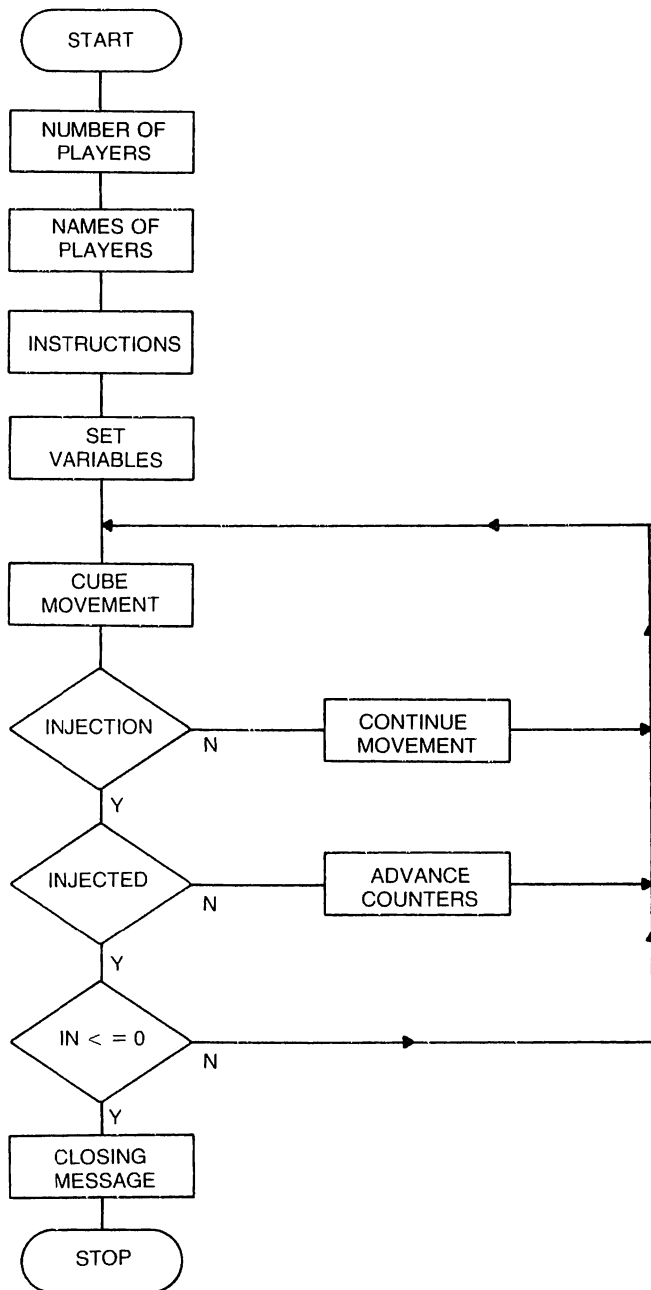 START
NUMBER OF
PLAYERS
NAMES OF
PLAYERS
INSTRUCTIONS
SET
VARIABLES
CUBE
MOVEMENT
INJECTION
N
CONTINUE
MOVEMENT
Y
INJECTED
N
ADVANCE
COUNTERS
Y
IN < = 0
N
Y
CLOSING
MESSAGE
STOP